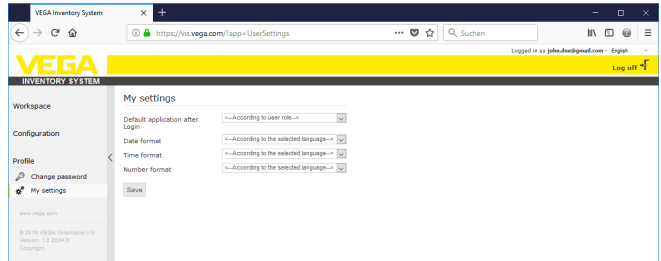 VEGA Inventory System
https://vis.vega.com/?app=UserSettings
Suchen
Logged in as john.doe@gmail.com - English
VEGA
Log off
INVENTORY SYSTEM
Workspace
Configuration
Profile
Change password
My settings
www.vega.com
© 2018 VEGA Grieshaber KG
Version: 1.0.2004.0
Copyright
My settings
Default application after
Login
<--According to user role-->
Date format
<--According to the selected language-->
Time format
<--According to the selected language-->
Number format
<--According to the selected language-->
Save